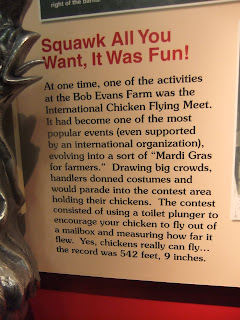 right of the barns.
Squawk All You
Want, It Was Fun!
At one time, one of the activities
at the Bob Evans Farm was the
International Chicken Flying Meet.
It had become one of the most
popular events (even supported
by an international organization),
evolving into a sort of “Mardi Gras
for farmers.”  Drawing big crowds,
handlers donned costumes and
would parade into the contest area
holding their chickens.  The contest
consisted of using a toilet plunger to
encourage your chicken to fly out of
a mailbox and measuring how far it
flew.  Yes, chickens really can fly...
the record was 542 feet, 9 inches.